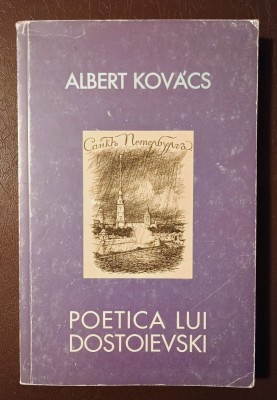 ALBERT KOVÁCS
Санктъ Петербургъ
POETICA LUI
DOSTOIEVSKI